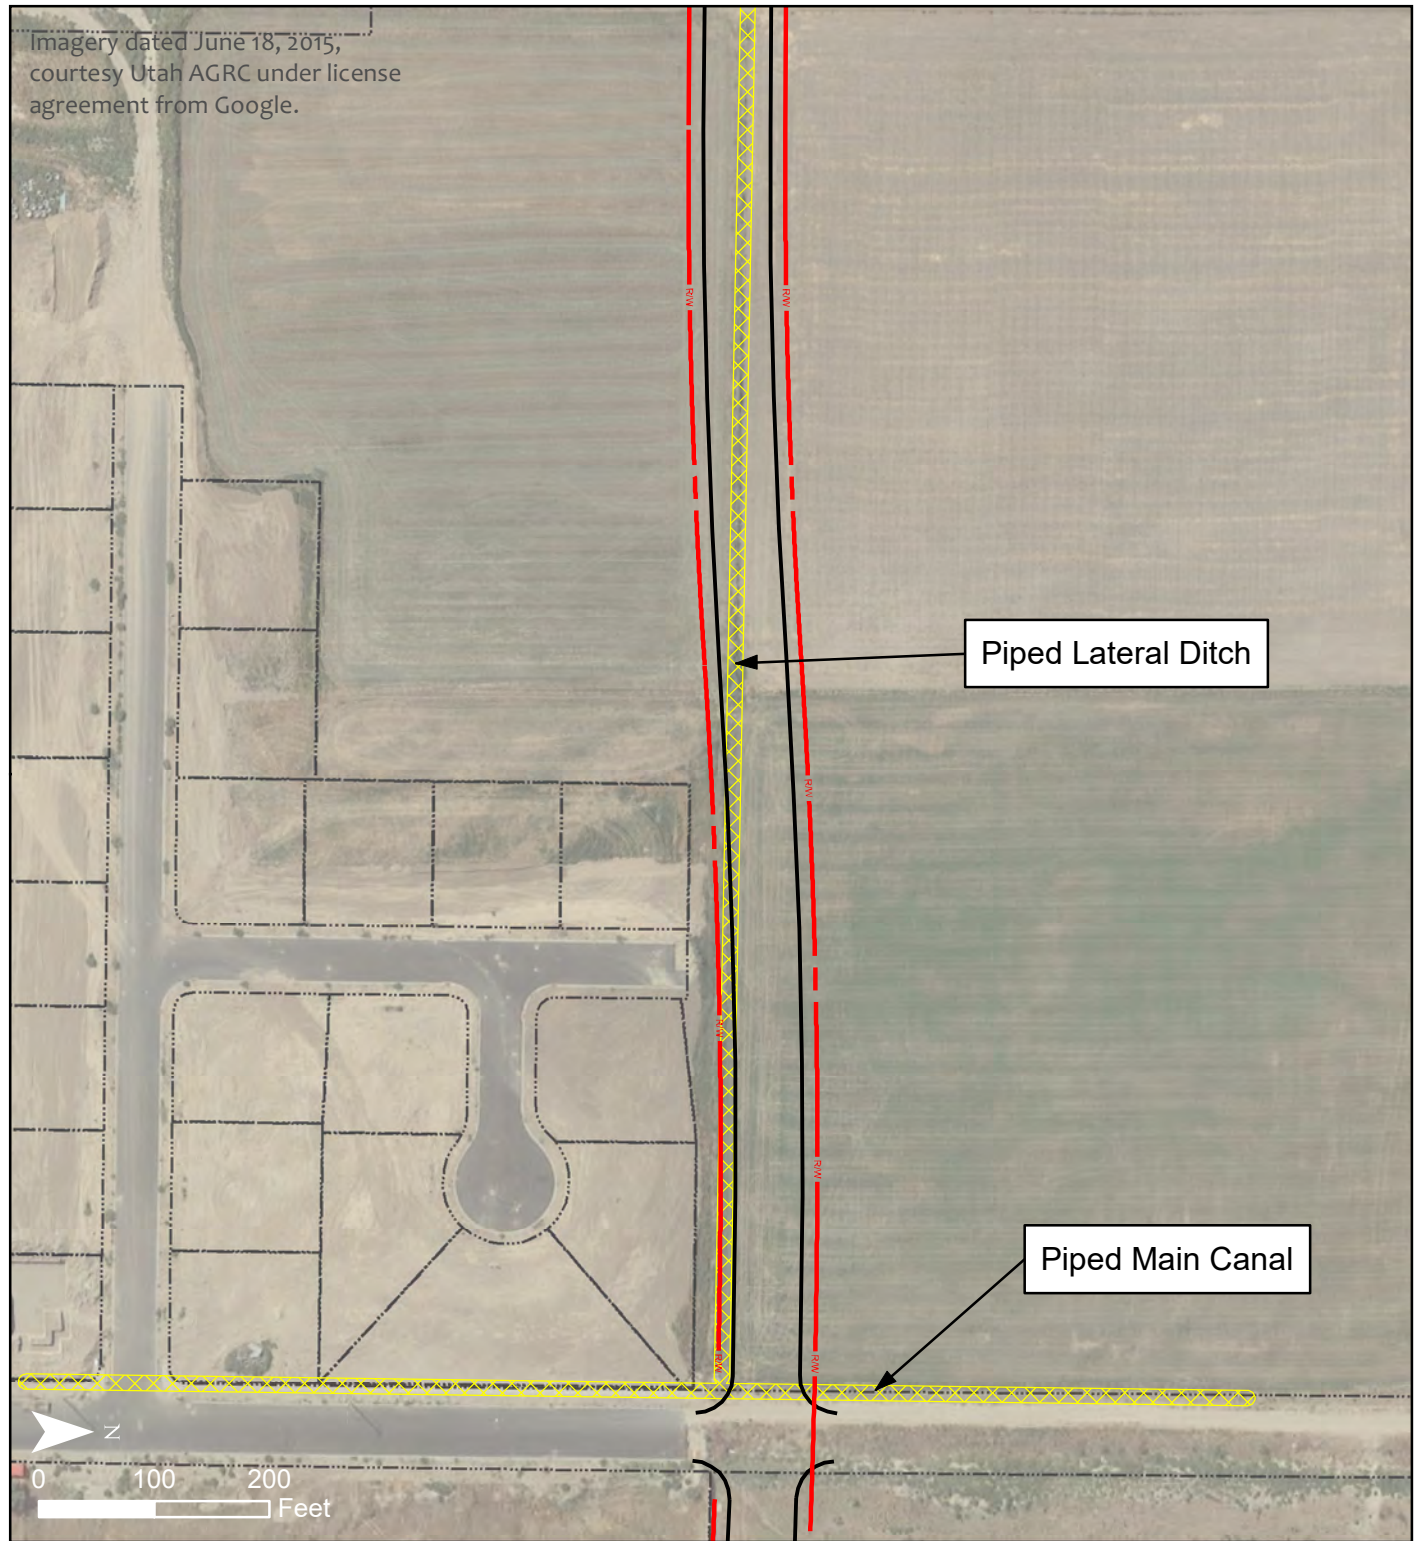 Imagery dated June 18, 2015,
courtesy Utah AGRC under license
agreement from Google.
R/W
R/W
Piped Lateral Ditch
R/W
R/W
R/W
Piped Main Canal
R/W
R/W
N
0 100 200
Feet